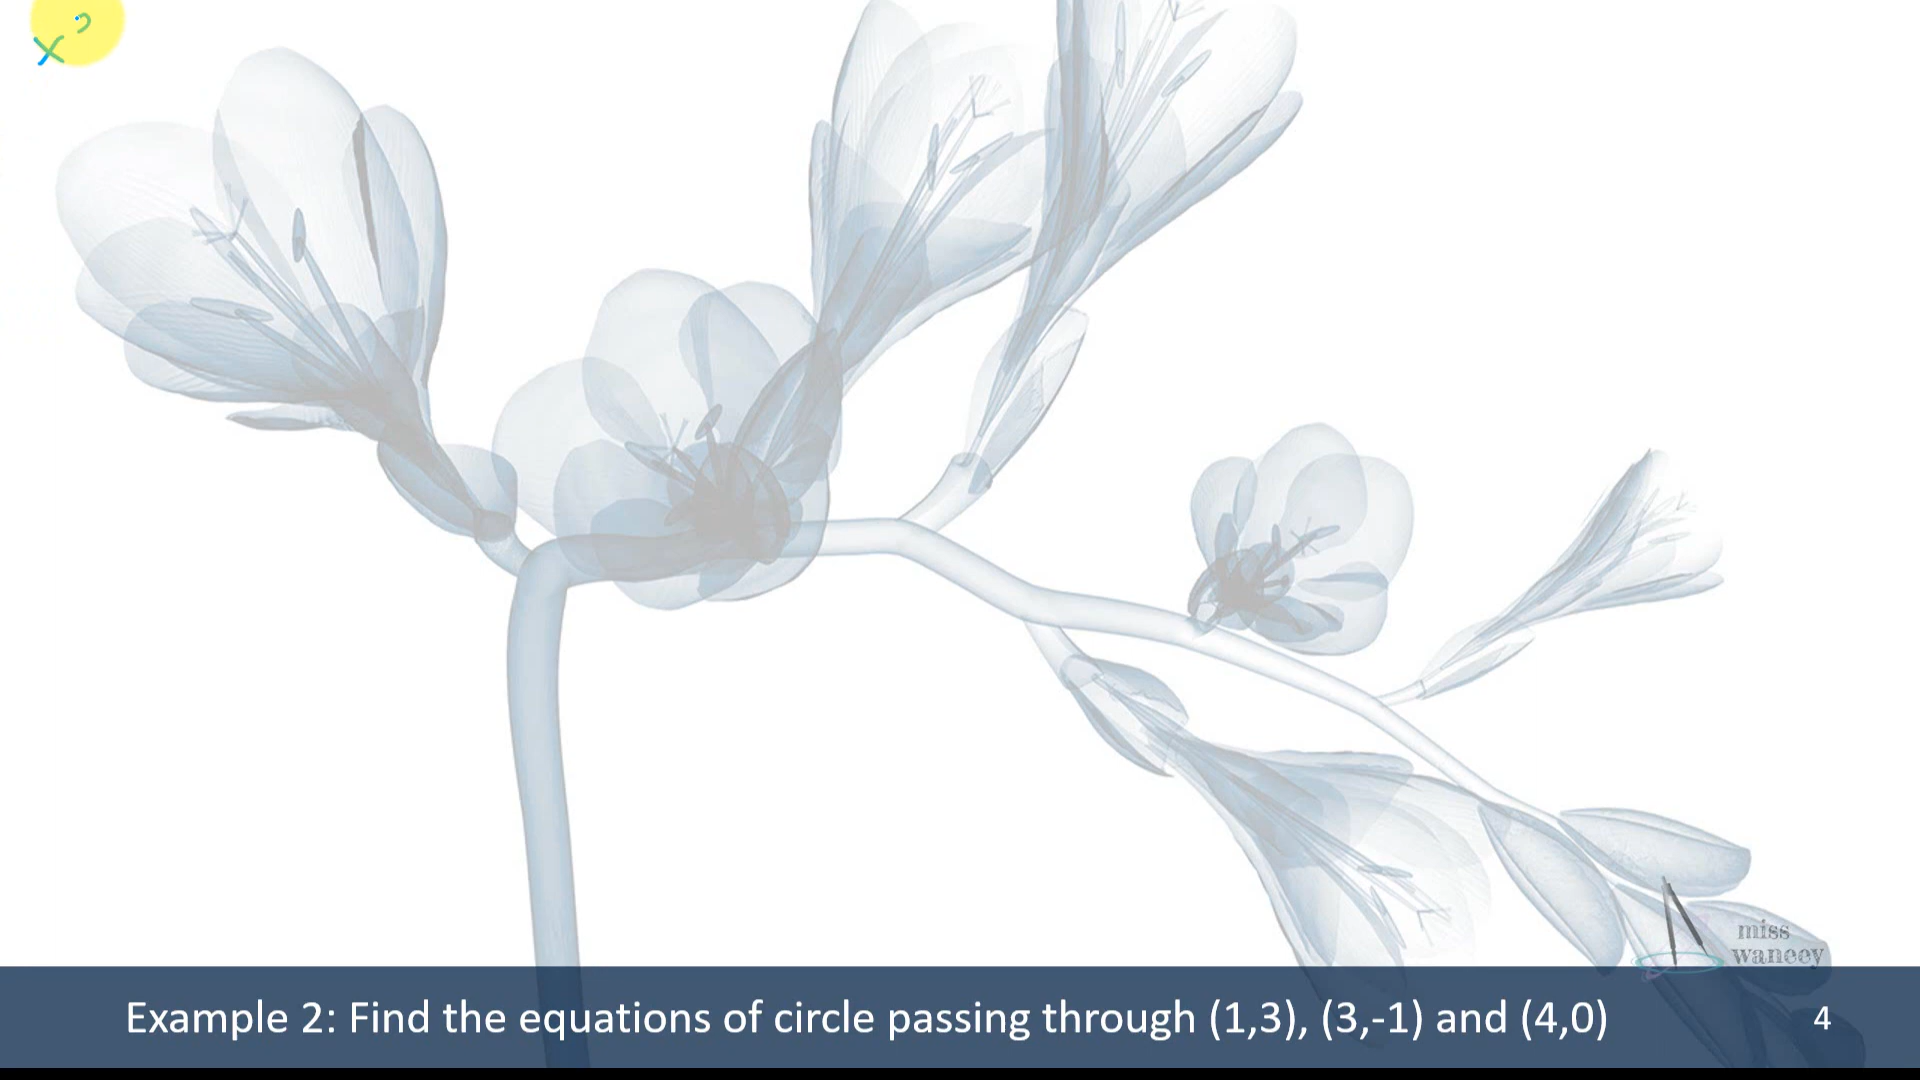 x²
miss
waneey
Example 2: Find the equations of circle passing through (1,3), (3,-1) and (4,0)
4